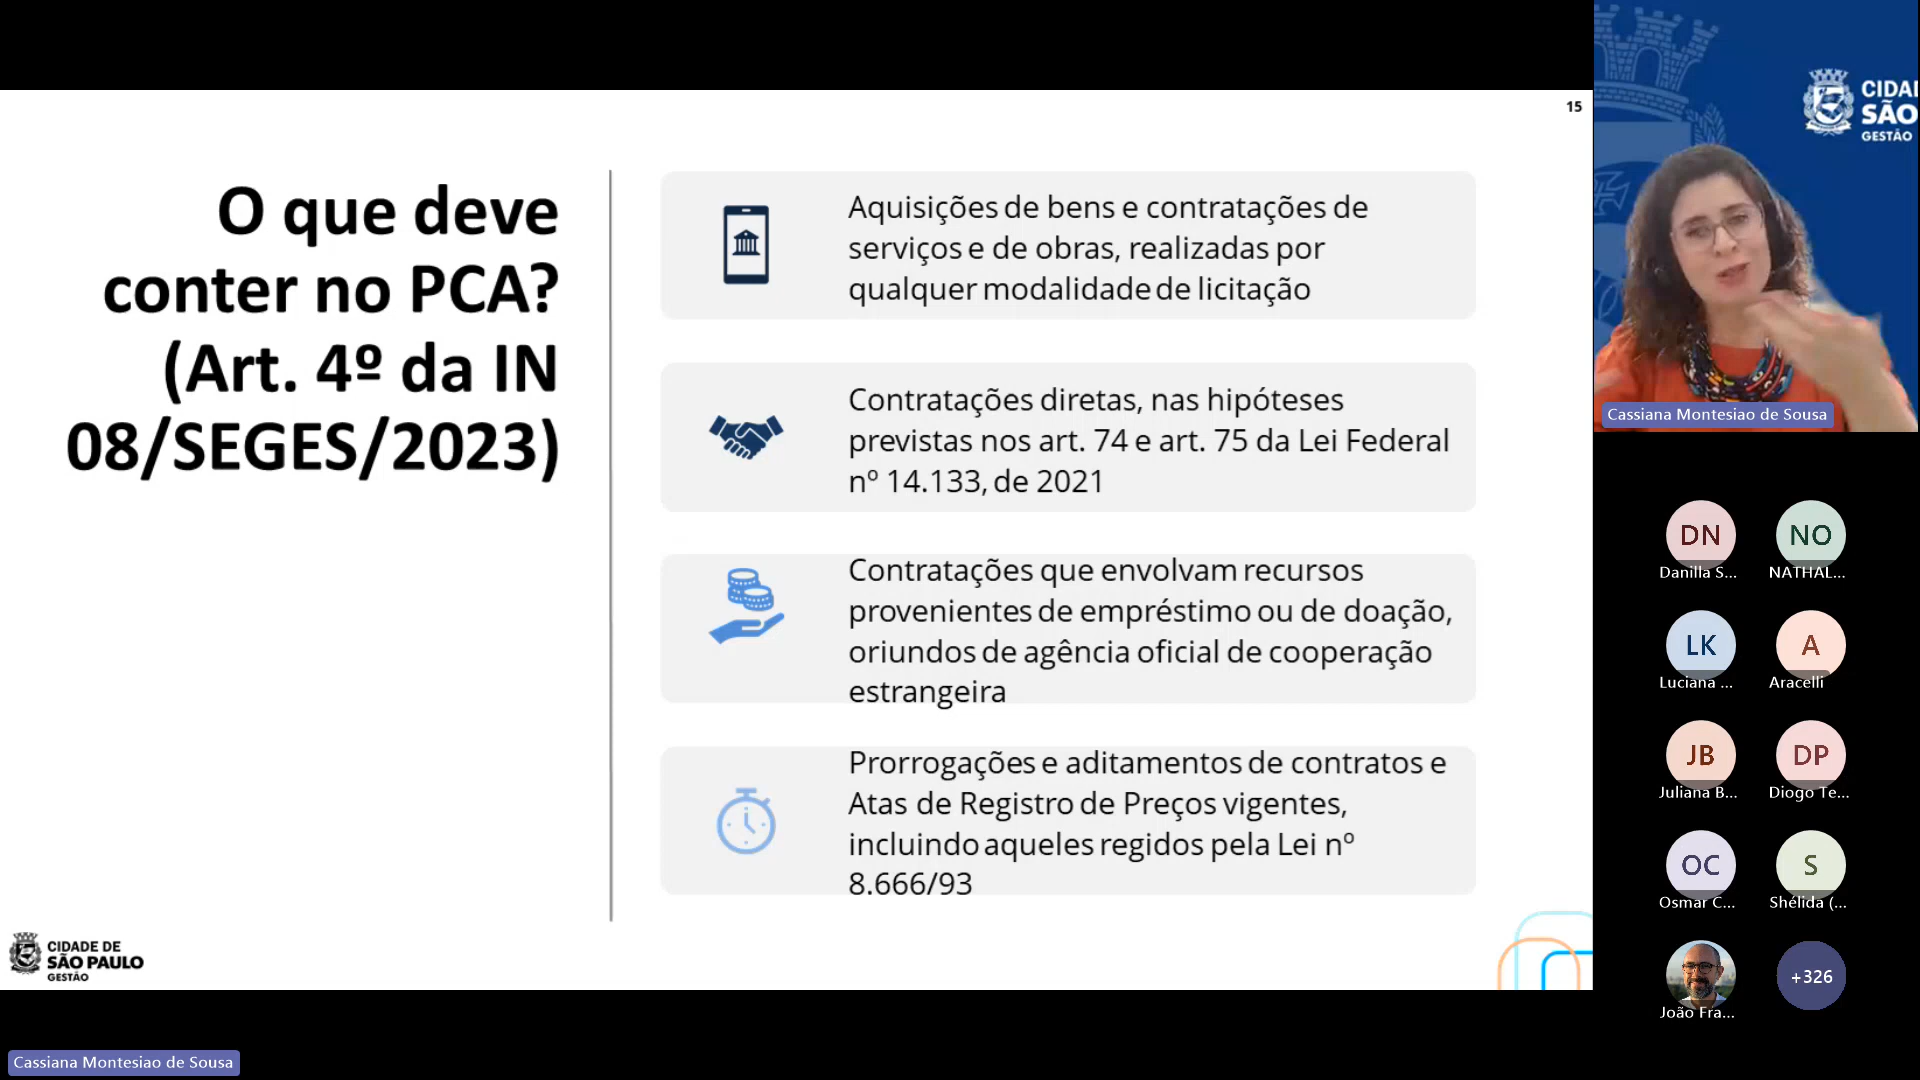 15
O que deve
conter no PCA?
(Art. 4º da IN
08/SEGES/2023)
Aquisições de bens e contratações de
serviços e de obras, realizadas por
qualquer modalidade de licitação
Contratações diretas, nas hipóteses
previstas nos art. 74 e art. 75 da Lei Federal
nº 14.133, de 2021
Contratações que envolvam recursos
provenientes de empréstimo ou de doação,
oriundos de agência oficial de cooperação
estrangeira
Prorrogações e aditamentos de contratos e
Atas de Registro de Preços vigentes,
incluindo aqueles regidos pela Lei nº
8.666/93
CIDADE DE
SÃO PAULO
GESTÃO
Cassiana Montesiao de Sousa
CIDA
SÃO
GESTÃO
Cassiana Montesiao de Sousa
DN
Danilla S...
NO
NATHAL...
LK
Luciana ...
A
Aracelli
JB
Juliana B...
DP
Diogo Te...
OC
Osmar C...
S
Shélida (...
João Fra...
+326